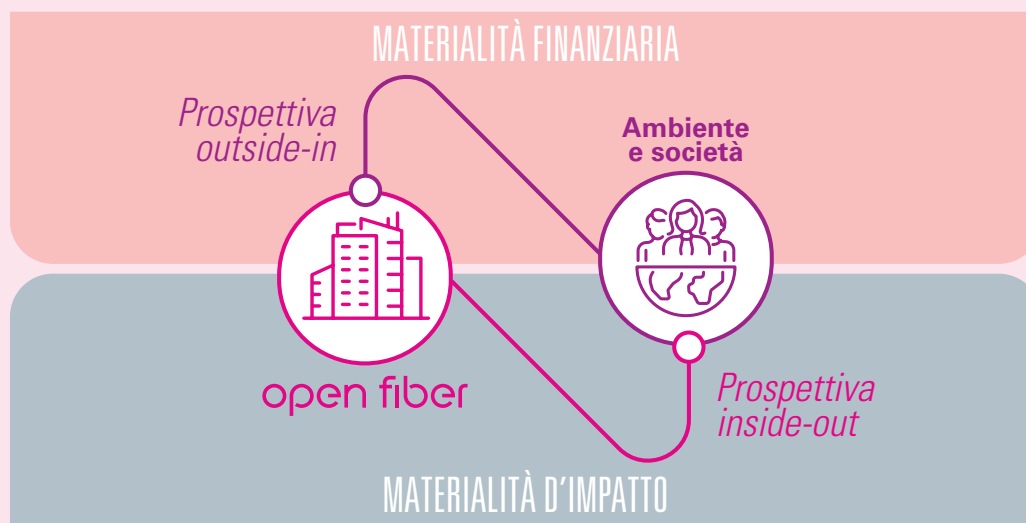 MATERIALITÀ FINANZIARIA
Prospettiva
outside-in
Ambiente
e società
open fiber
Prospettiva
inside-out
MATERIALITÀ D'IMPATTO